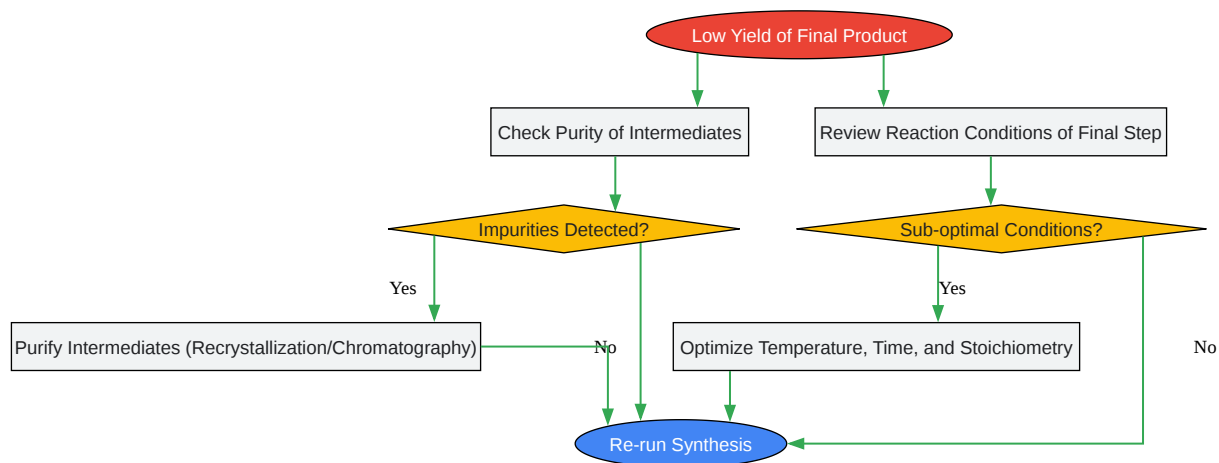 Low Yield of Final Product
Check Purity of Intermediates
Review Reaction Conditions of Final Step
Impurities Detected?
Sub-optimal Conditions?
Yes
Yes
Purify Intermediates (Recrystallization/Chromatography)
No
Optimize Temperature, Time, and Stoichiometry
No
Re-run Synthesis